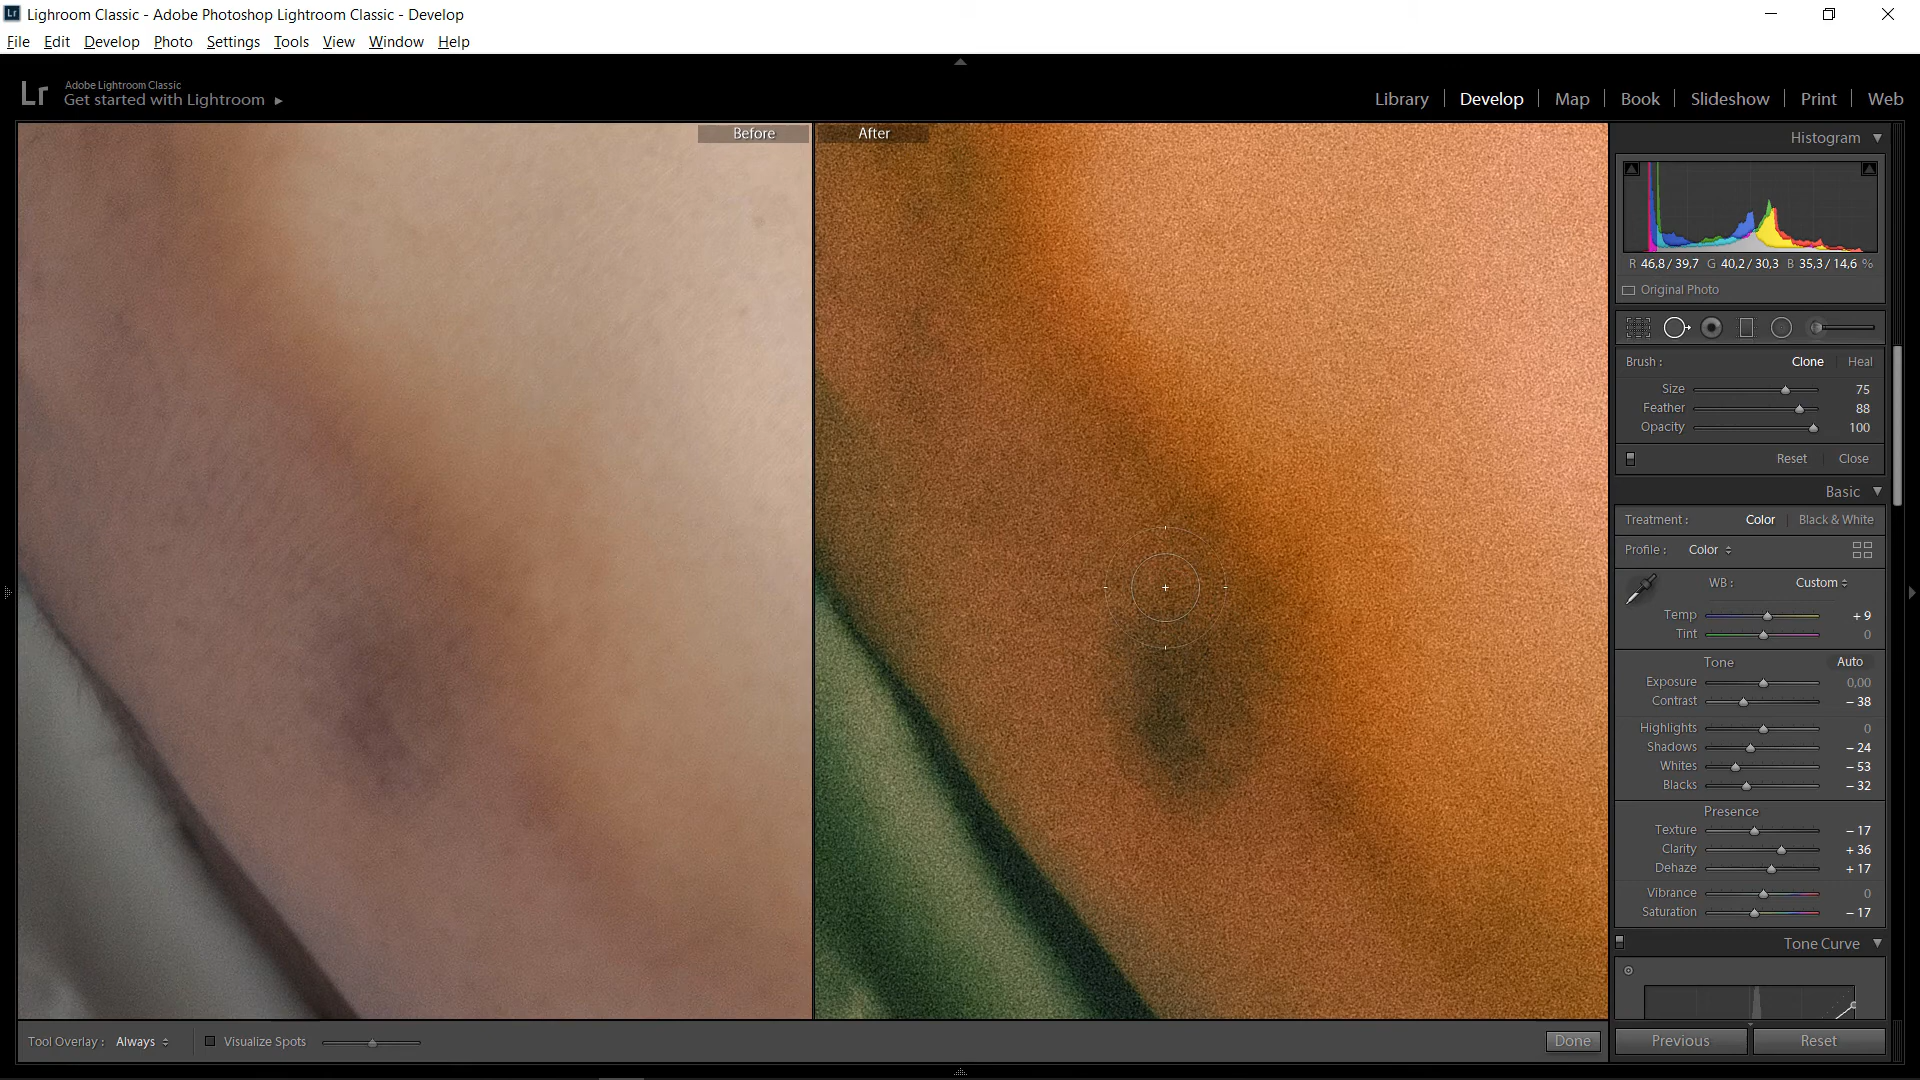 Lighroom Classic - Adobe Photoshop Lightroom Classic - Develop
File Edit Develop Photo Settings Tools View Window Help
Lr Adobe Lightroom Classic
Get started with Lightroom
Library Develop Map Book Slideshow Print Web
Before After
Histogram
R 46,8 / 39,7 G 40,2 / 30,3 B 35,3 / 14,6 %
Original Photo
Brush : Clone Heal
Size 75
Feather 88
Opacity 100
Reset Close
Basic
Treatment : Color Black & White
Profile : Color
WB : Custom
Temp + 9
Tint 0
Tone Auto
Exposure 0,00
Contrast – 38
Highlights 0
Shadows – 24
Whites – 53
Blacks – 32
Presence
Texture – 17
Clarity + 36
Dehaze + 17
Vibrance 0
Saturation – 17
Tone Curve
Tool Overlay : Always Visualize Spots Done
Previous Reset